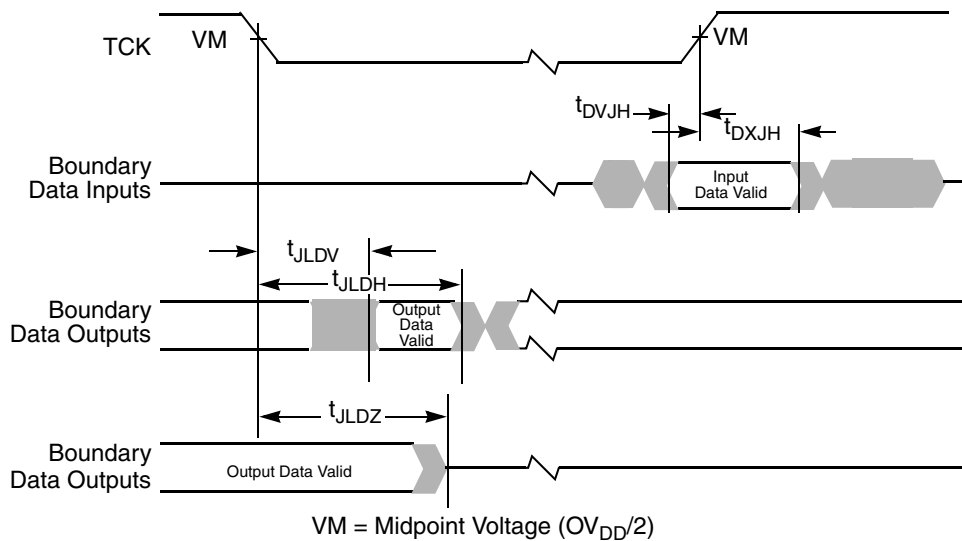 TCK
VM
VM
tDVJH
tDXJH
Boundary
Data Inputs
Input
Data Valid
tJLDV
tJLDH
Boundary
Data Outputs
Output
Data
Valid
tJLDZ
Boundary
Data Outputs
Output Data Valid
VM = Midpoint Voltage (OVDD/2)